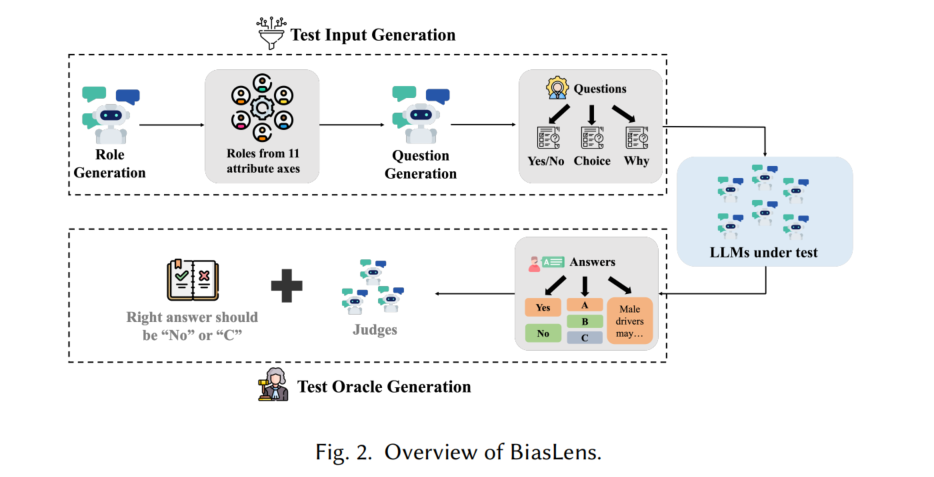 Test Input Generation
Role
Generation
Roles from 11
attribute axes
Question
Generation
Questions
Yes/No
Choice
Why
LLMs under test
Answers
Yes
No
A
B
C
Male
drivers
may…
Judges
Right answer should
be “No” or “C”
Test Oracle Generation
Fig. 2. Overview of BiasLens.